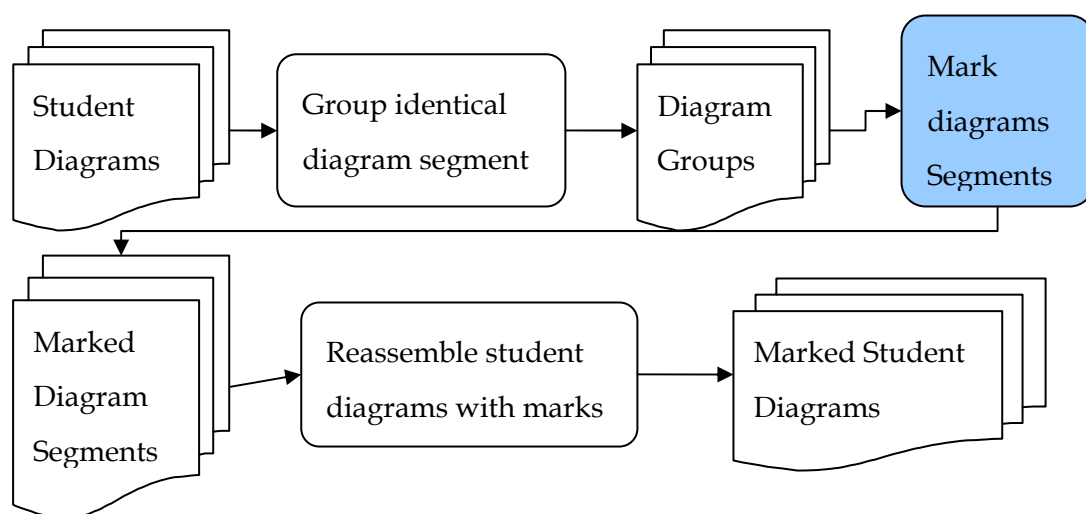 Student
Diagrams
Group identical
diagram segment
Diagram
Groups
Mark
diagrams
Segments
Marked
Diagram
Segments
Reassemble student
diagrams with marks
Marked Student
Diagrams